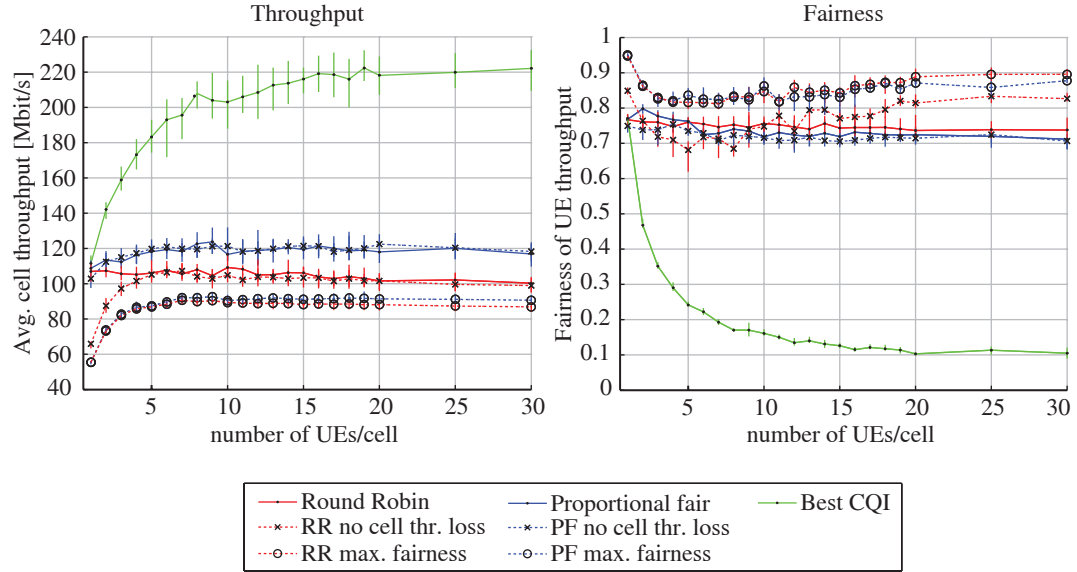 Throughput
Avg. cell throughput [Mbit/s]
240
220
200
180
160
140
120
100
80
60
40
5
10
15
20
25
30
number of UEs/cell
Fairness
Fairness of UE throughput
1
0.9
0.8
0.7
0.6
0.5
0.4
0.3
0.2
0.1
0
5
10
15
20
25
30
number of UEs/cell
Round Robin
RR no cell thr. loss
RR max. fairness
Proportional fair
PF no cell thr. loss
PF max. fairness
Best CQI